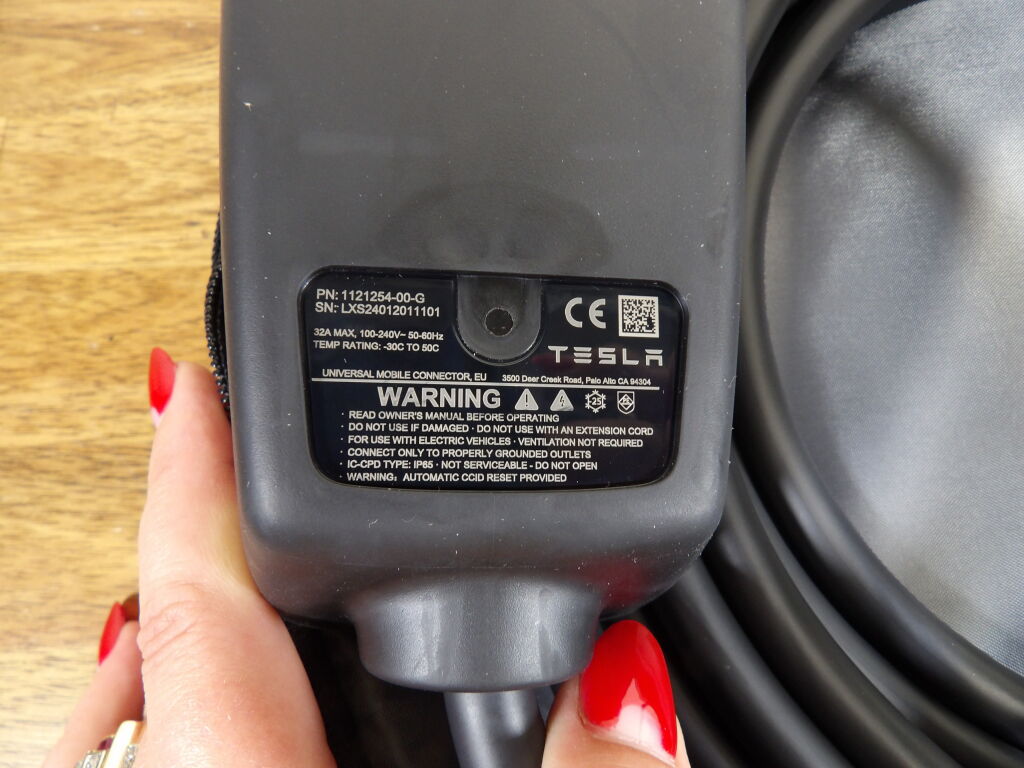 PN: 1121254-00-G
SN: LXS24012011101
32A MAX, 100-240V~ 50-60Hz
TEMP RATING: -30C TO 50C
CE
TESLA
UNIVERSAL MOBILE CONNECTOR, EU 3500 Deer Creek Road, Palo Alto CA 94304
WARNING
· READ OWNER'S MANUAL BEFORE OPERATING
· DO NOT USE IF DAMAGED · DO NOT USE WITH AN EXTENSION CORD
· FOR USE WITH ELECTRIC VEHICLES · VENTILATION NOT REQUIRED
· CONNECT ONLY TO PROPERLY GROUNDED OUTLETS
· IC-CPD TYPE: IP65 · NOT SERVICEABLE - DO NOT OPEN
· WARNING: AUTOMATIC CCID RESET PROVIDED